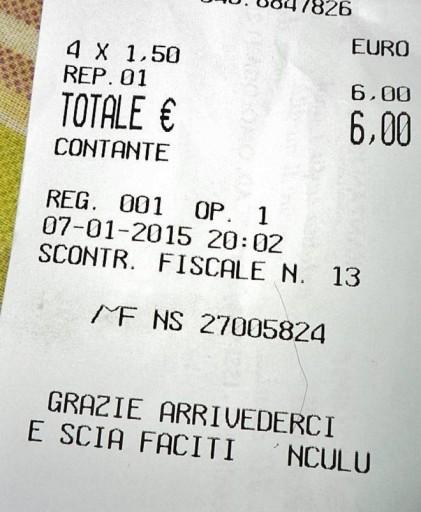 4 X 1,50 EURO
REP.01 6,00
TOTALE € 6,00
CONTANTE
REG. 001 OP. 1
07-01-2015 20:02
SCONTR. FISCALE N. 13
MF NS 27005824
GRAZIE ARRIVEDERCI
E SCIA FACITI 'NCULU